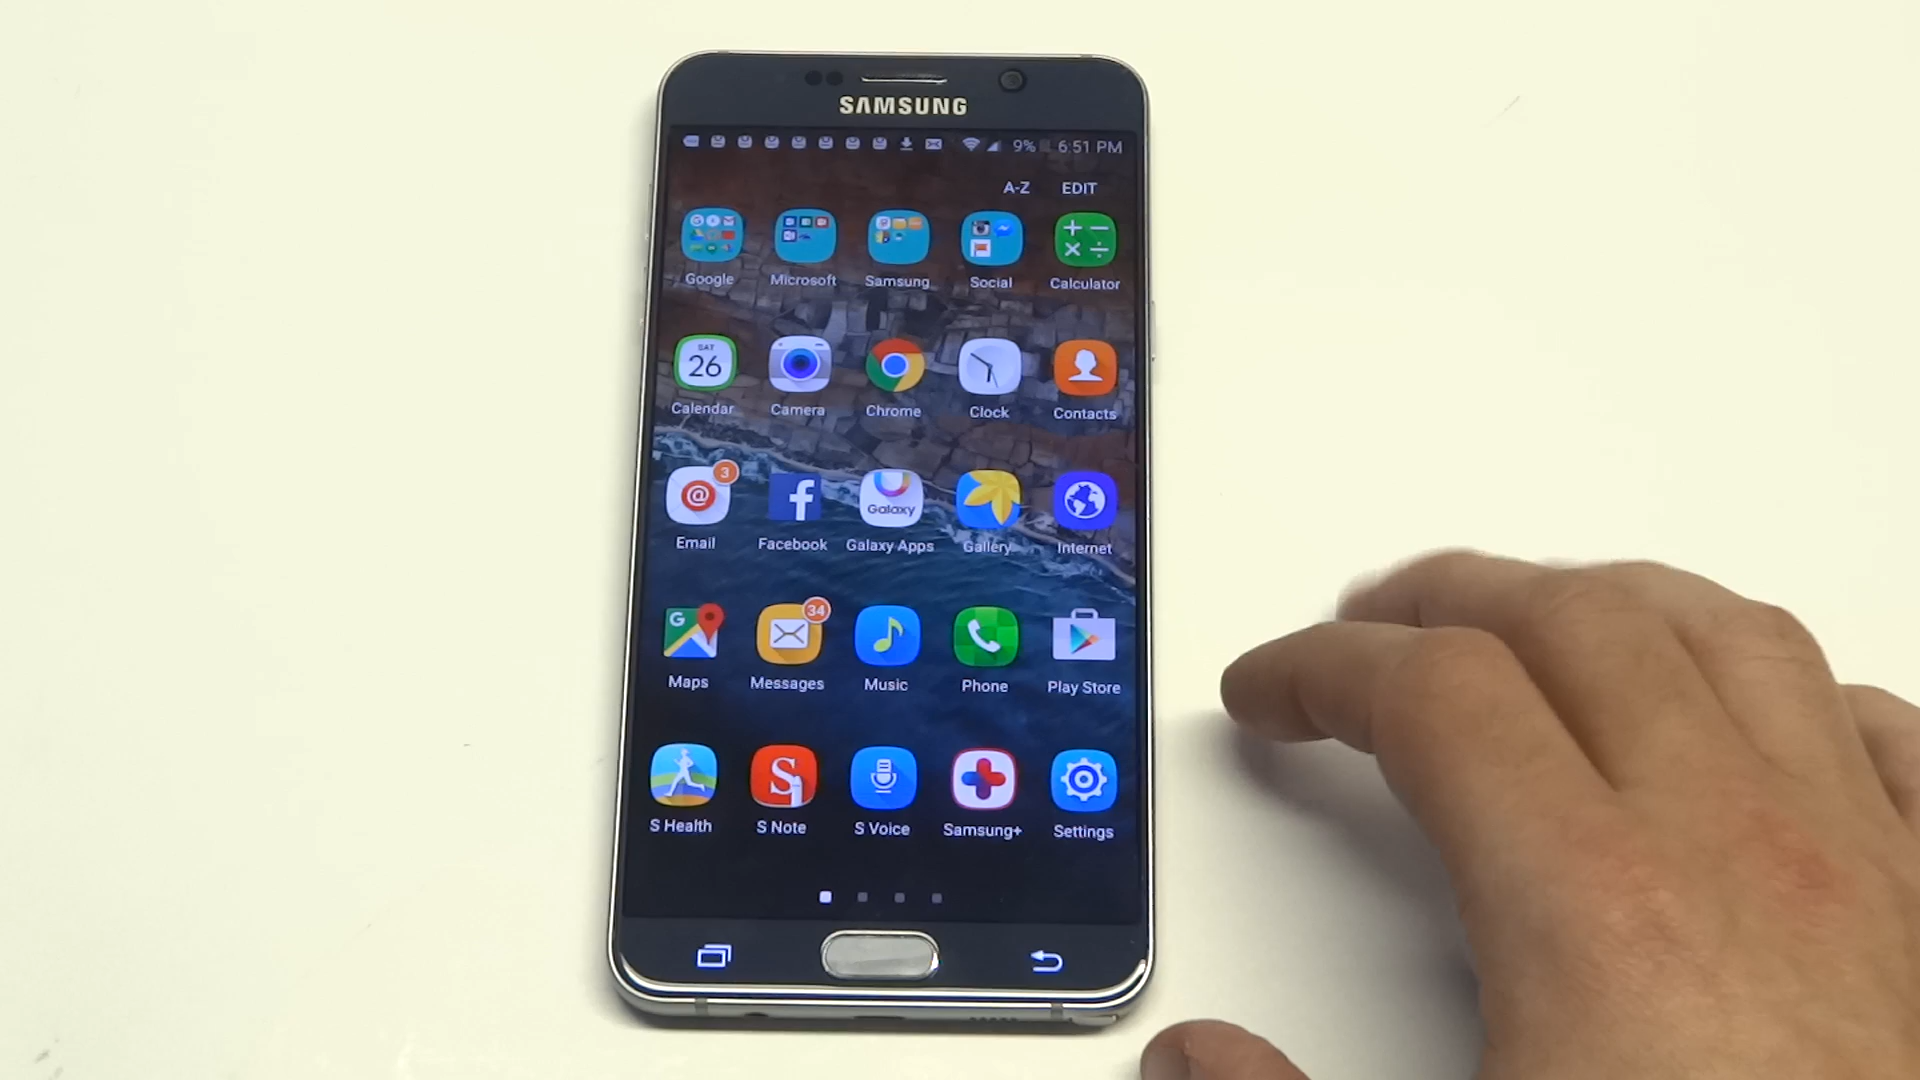 SAMSUNG
9% 6:51 PM
A-Z EDIT
Google Microsoft Samsung Social Calculator
SAT
26
Calendar Camera Chrome Clock Contacts
3
@ f Galaxy
Email Facebook Galaxy Apps Gallery Internet
G 34
Maps Messages Music Phone Play Store
S
S Health S Note S Voice Samsung+ Settings